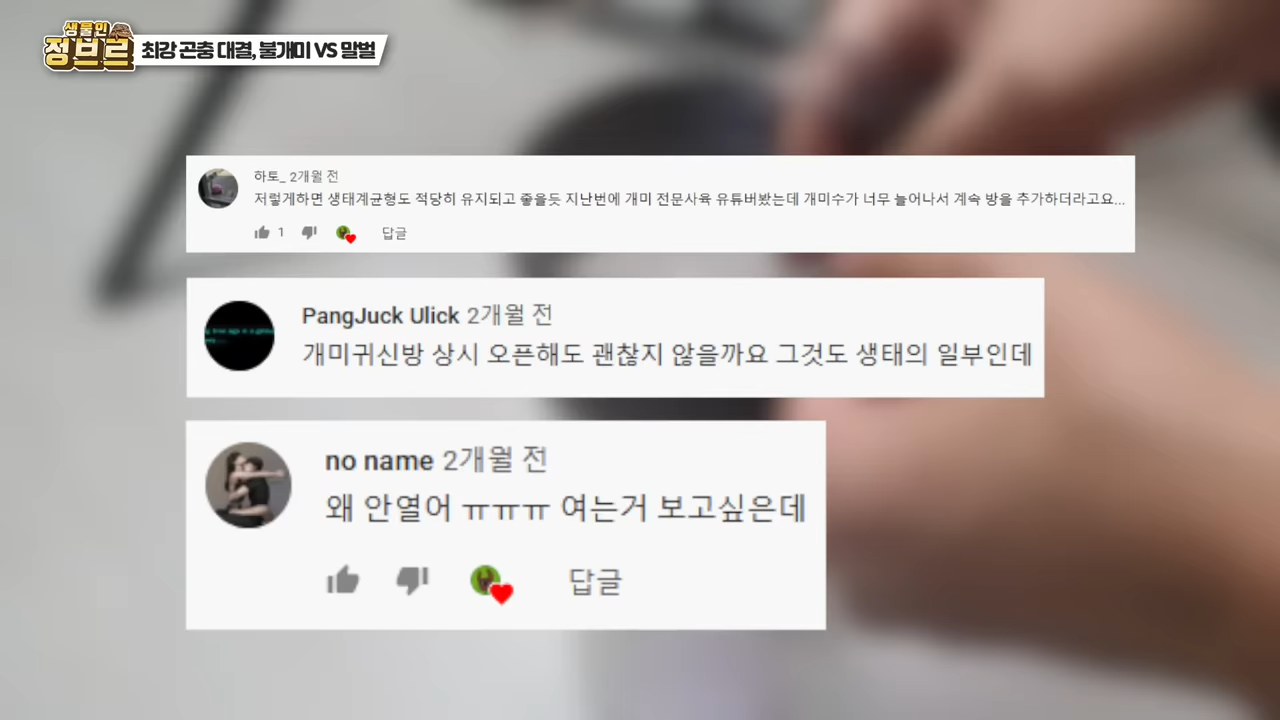 생물인
정브르
최강 곤충 대결, 불개미 VS 말벌
하토_ 2개월 전
저렇게하면 생태계균형도 적당히 유지되고 좋을듯 지난번에 개미 전문사육 유튜버봤는데 개미수가 너무 늘어나서 계속 방을 추가하더라고요...
1 답글
PangJuck Ulick 2개월 전
개미귀신방 상시 오픈해도 괜찮지 않을까요 그것도 생태의 일부인데
no name 2개월 전
왜 안열어 ㅠㅠㅠ 여는거 보고싶은데
답글